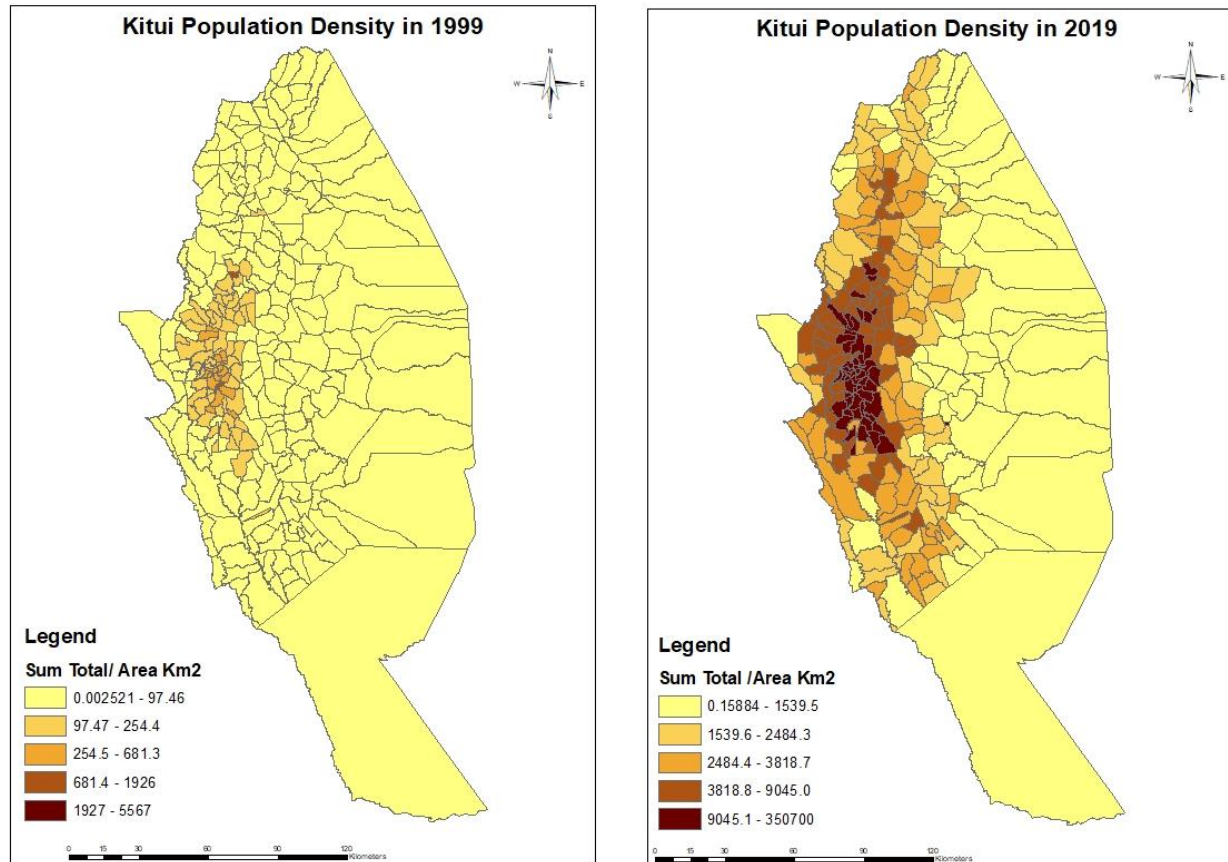 Kitui Population Density in 1999
N
W E
S
Legend
Sum Total/ Area Km2
0.002521 - 97.46
97.47 - 254.4
254.5 - 681.3
681.4 - 1926
1927 - 5567
0 15 30 60 90 120
Kilometers
Kitui Population Density in 2019
N
W E
S
Legend
Sum Total /Area Km2
0.15884 - 1539.5
1539.6 - 2484.3
2484.4 - 3818.7
3818.8 - 9045.0
9045.1 - 350700
0 15 30 60 90 120
Kilometers